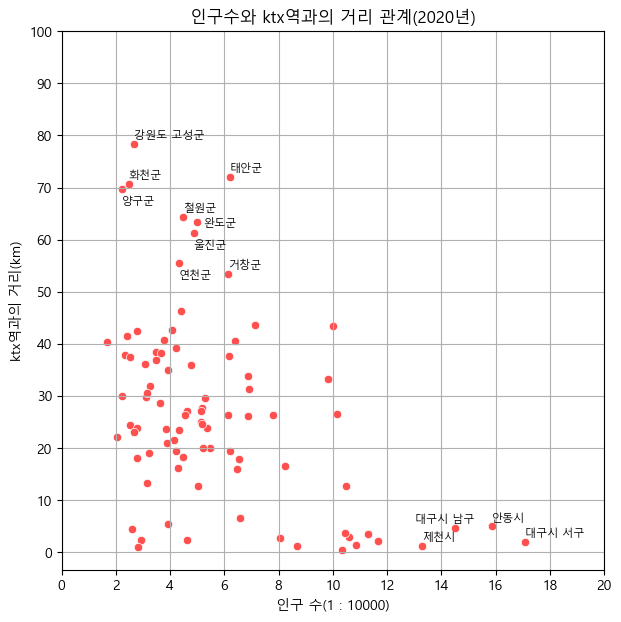 인구수와 ktx역과의 거리 관계(2020년)
ktx역과의 거리(km)
100
90
80
70
60
50
40
30
20
10
0
강원도 고성군
태안군
화천군
양구군
철원군
완도군
울진군
거창군
연천군
대구시 남구
안동시
제천시
대구시 서구
0 2 4 6 8 10 12 14 16 18 20
인구 수(1 : 10000)